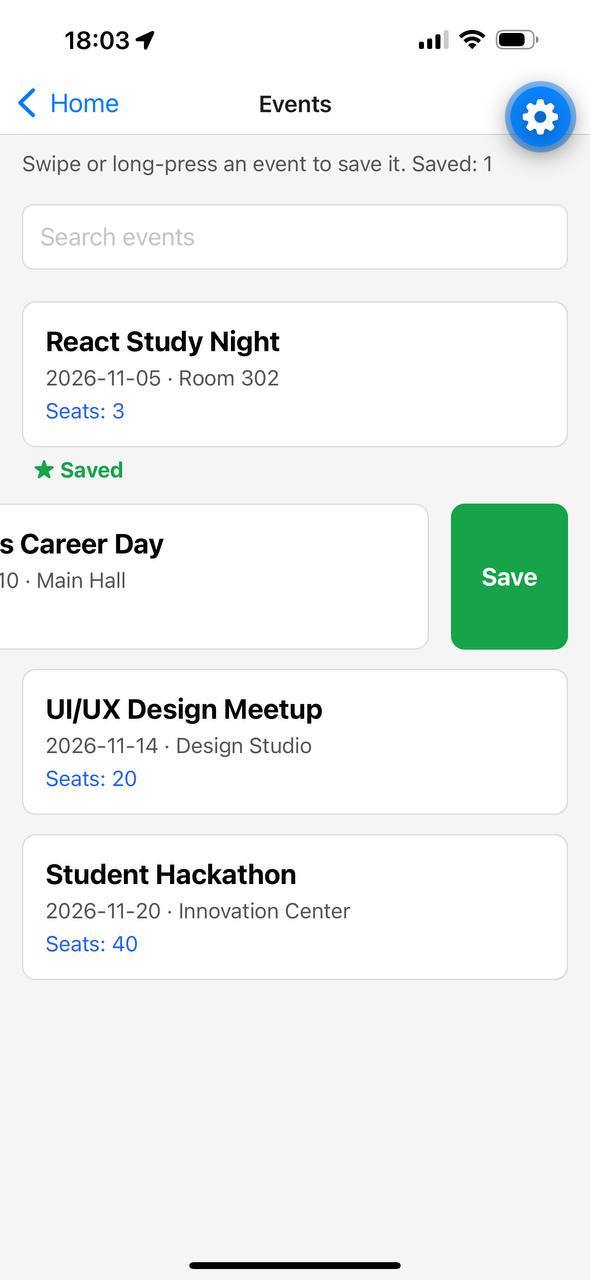 18:03
Home
Events
Swipe or long-press an event to save it. Saved: 1
Search events
React Study Night
2026-11-05 · Room 302
Seats: 3
★ Saved
s Career Day
10 · Main Hall
Save
UI/UX Design Meetup
2026-11-14 · Design Studio
Seats: 20
Student Hackathon
2026-11-20 · Innovation Center
Seats: 40